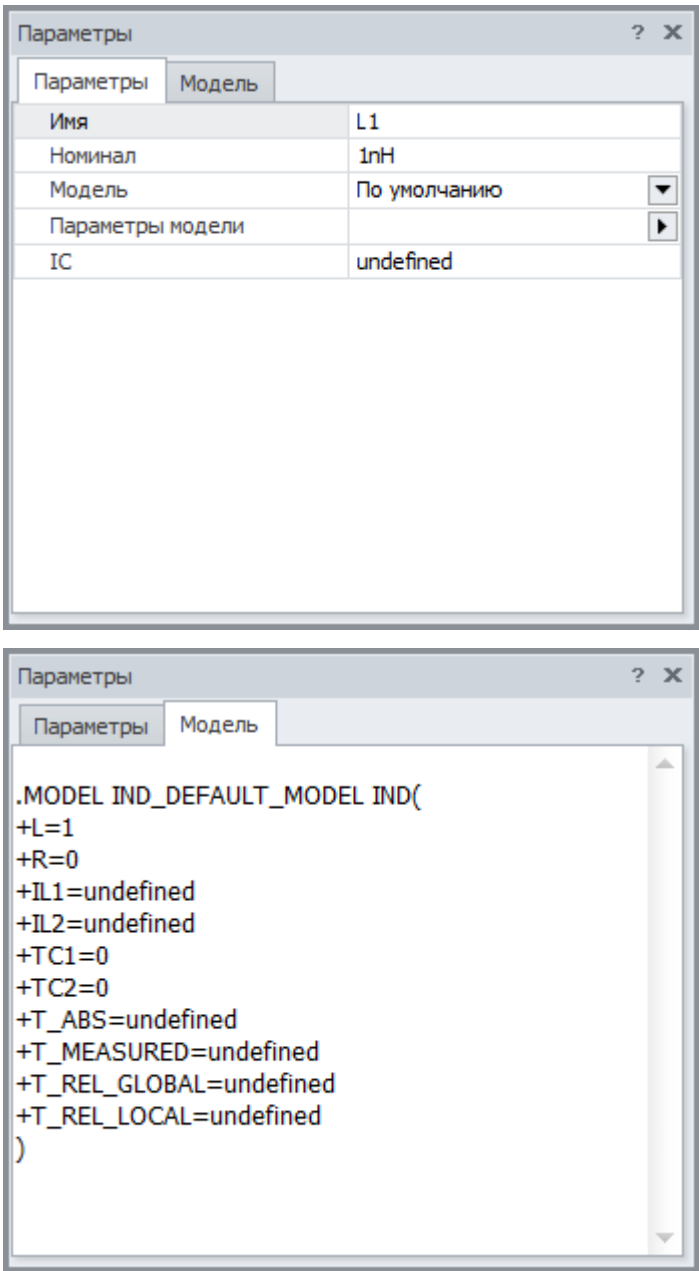 Параметры ? X
Параметры Модель
Имя L1
Номинал 1nH
Модель По умолчанию
Параметры модели
IC undefined
Параметры ? X
Параметры Модель
.MODEL IND_DEFAULT_MODEL IND(
+L=1
+R=0
+IL1=undefined
+IL2=undefined
+TC1=0
+TC2=0
+T_ABS=undefined
+T_MEASURED=undefined
+T_REL_GLOBAL=undefined
+T_REL_LOCAL=undefined
)